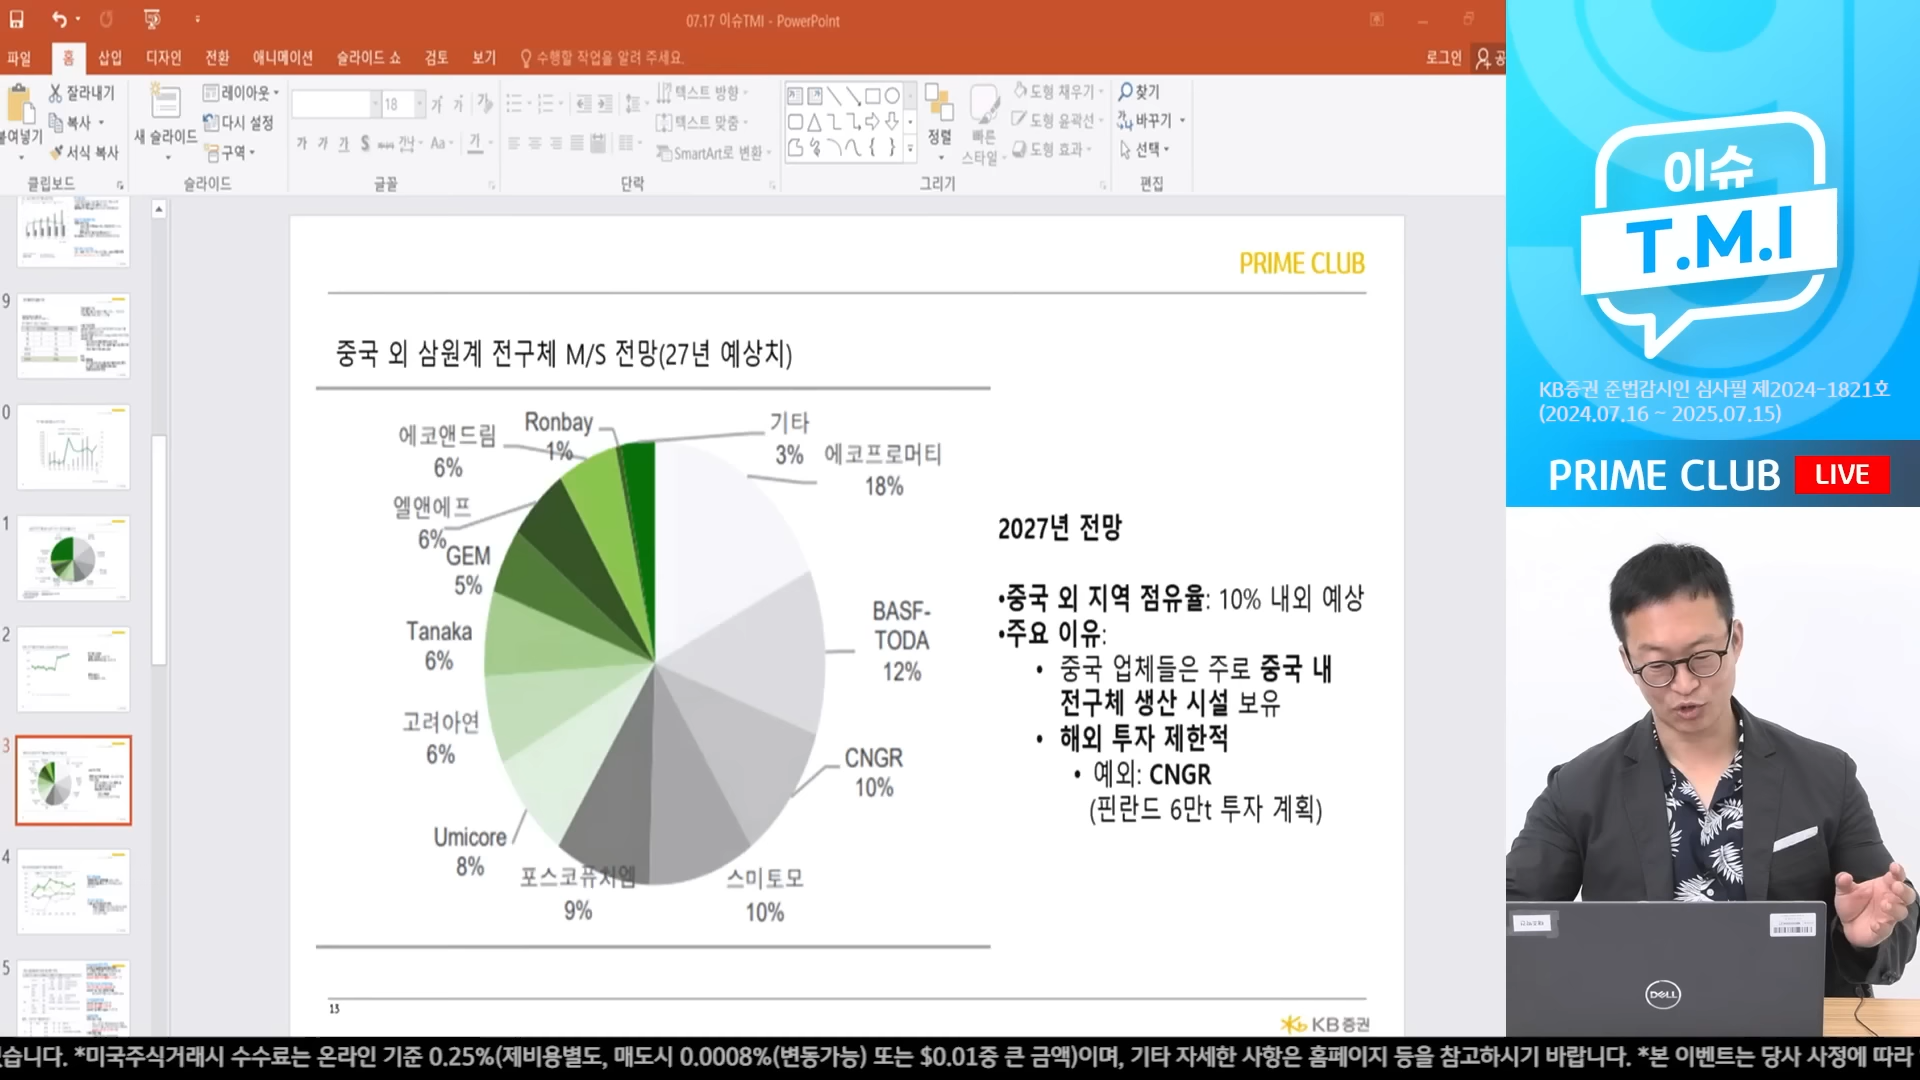 07.17 이슈TMI - PowerPoint
파일 홈 삽입 디자인 전환 애니메이션 슬라이드 쇼 검토 보기 수행할 작업을 알려 주세요. 로그인 공
붙여넣기
잘라내기
복사
서식 복사
클립보드
새 슬라이드
레이아웃
다시 설정
구역
슬라이드
18
글꼴
텍스트 방향
텍스트 맞춤
SmartArt로 변환
단락
정렬
빠른 스타일
도형 채우기
도형 윤곽선
도형 효과
그리기
찾기
바꾸기
선택
편집
9
0
1
2
3
4
5
PRIME CLUB
중국 외 삼원계 전구체 M/S 전망(27년 예상치)
Ronbay
1%
기타
3%
에코앤드림
6%
에코프로머티
18%
엘앤에프
6%
GEM
5%
BASF-
TODA
12%
Tanaka
6%
고려아연
6%
CNGR
10%
Umicore
8%
포스코퓨처엠
9%
스미토모
10%
2027년 전망
•중국 외 지역 점유율: 10% 내외 예상
•주요 이유:
• 중국 업체들은 주로 중국 내
전구체 생산 시설 보유
• 해외 투자 제한적
• 예외: CNGR
(핀란드 6만t 투자 계획)
13
KB증권
이슈
T.M.I
KB증권 준법감시인 심사필 제2024-1821호
(2024.07.16 ~ 2025.07.15)
PRIME CLUB LIVE
DELL
있습니다. *미국주식거래시 수수료는 온라인 기준 0.25%(제비용별도, 매도시 0.0008%(변동가능) 또는 $0.01중 큰 금액)이며, 기타 자세한 사항은 홈페이지 등을 참고하시기 바랍니다. *본 이벤트는 당사 사정에 따라